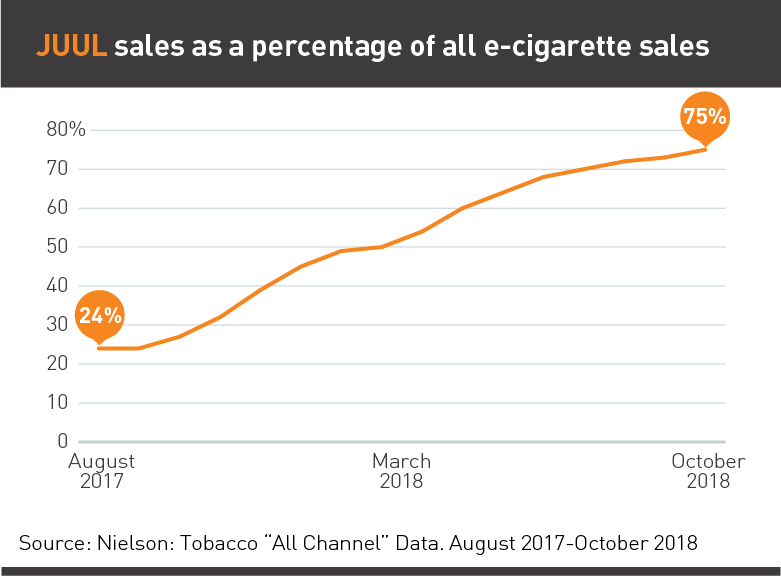 JUUL sales as a percentage of all e-cigarette sales
80%
75%
70
60
50
40
30
24%
20
10
0
August
2017
March
2018
October
2018
Source: Nielson: Tobacco “All Channel” Data. August 2017-October 2018